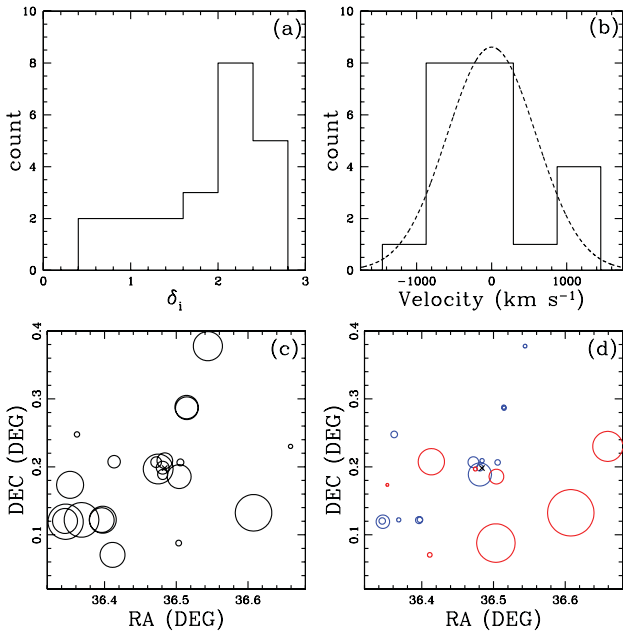 (a)
10
8
6
4
2
0
count
0
1
2
3
δi
(b)
10
8
6
4
2
0
count
−1000
0
1000
Velocity (km s⁻¹)
(c)
0.4
0.3
0.2
0.1
DEC (DEG)
36.4
36.5
36.6
RA (DEG)
(d)
0.4
0.3
0.2
0.1
DEC (DEG)
36.4
36.5
36.6
RA (DEG)